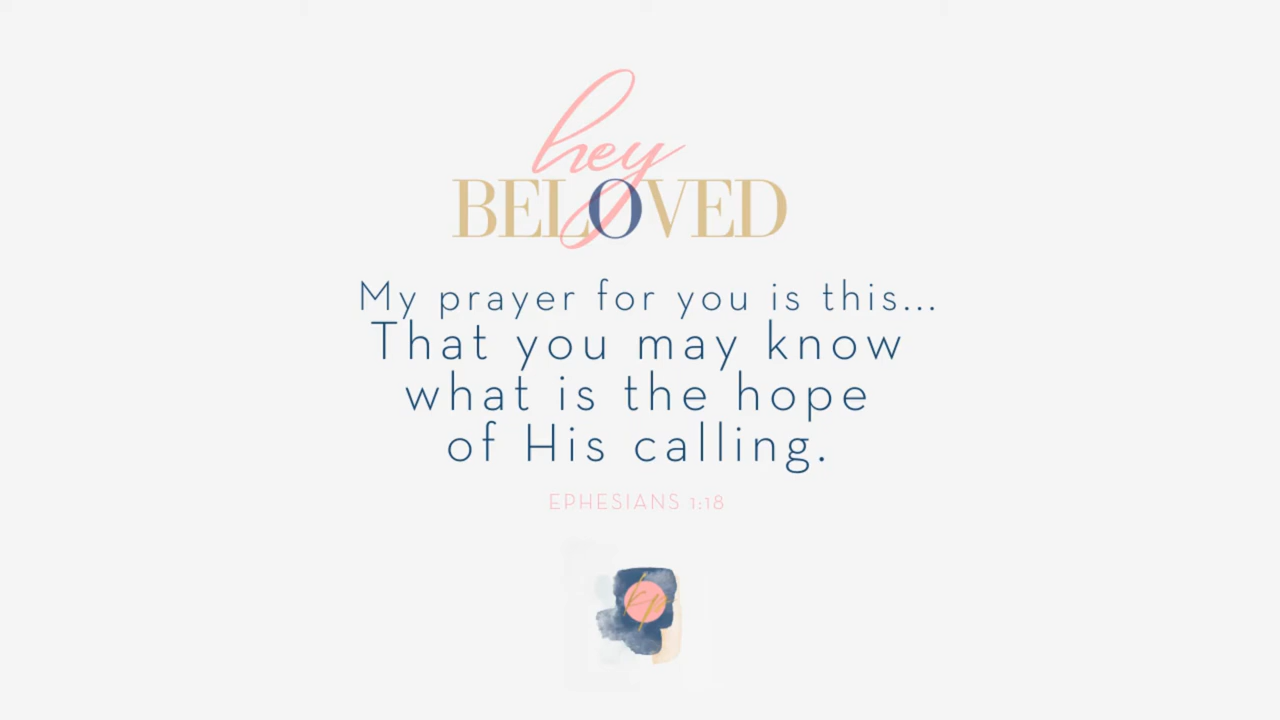 hey
BELOVED
My prayer for you is this...
That you may know
what is the hope
of His calling.
EPHESIANS 1:18
kp